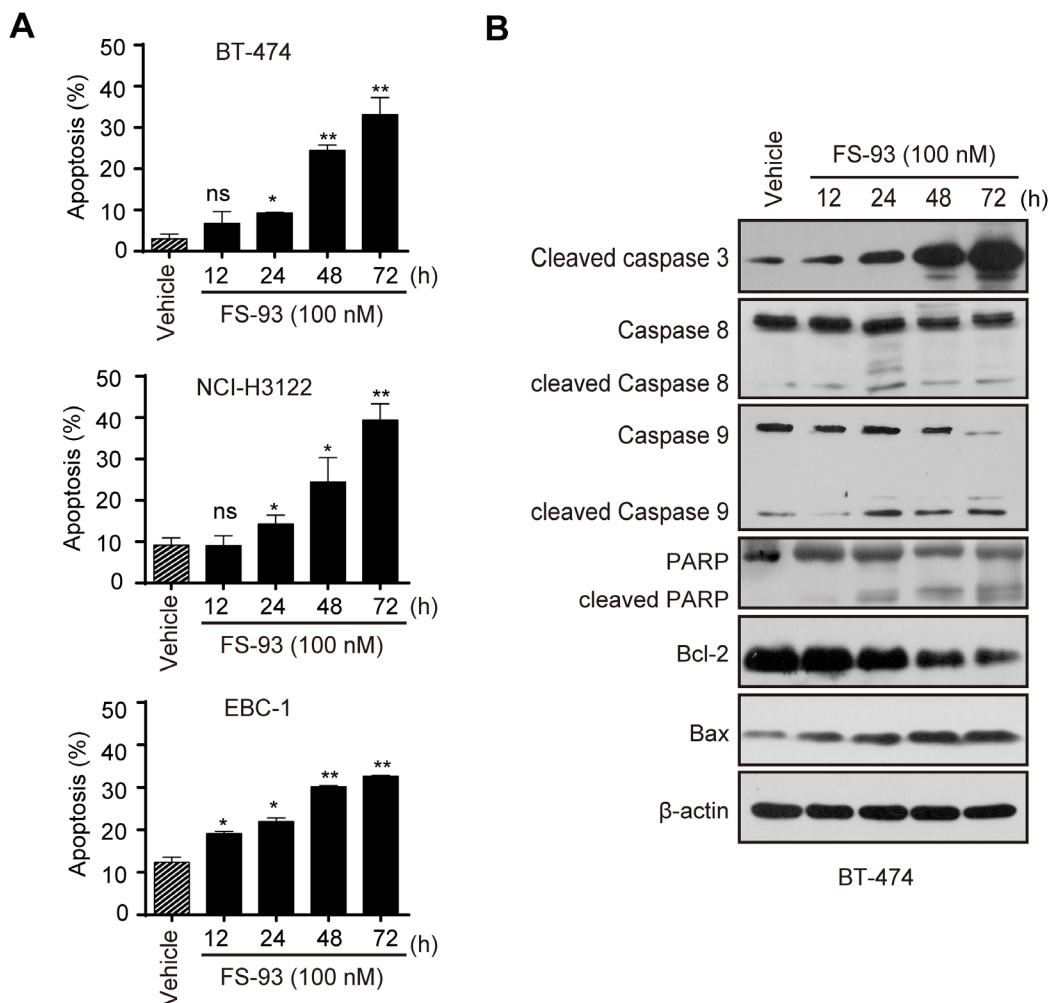 A
BT-474
Apoptosis (%)
50
40
30
20
10
0
ns
*
**
**
Vehicle
12 24 48 72 (h)
FS-93 (100 nM)
NCI-H3122
Apoptosis (%)
50
40
30
20
10
0
ns
*
*
**
Vehicle
12 24 48 72 (h)
FS-93 (100 nM)
EBC-1
Apoptosis (%)
50
40
30
20
10
0
*
*
**
**
Vehicle
12 24 48 72 (h)
FS-93 (100 nM)
B
Vehicle
FS-93 (100 nM)
12 24 48 72 (h)
Cleaved caspase 3
Caspase 8
cleaved Caspase 8
Caspase 9
cleaved Caspase 9
PARP
cleaved PARP
Bcl-2
Bax
β-actin
BT-474